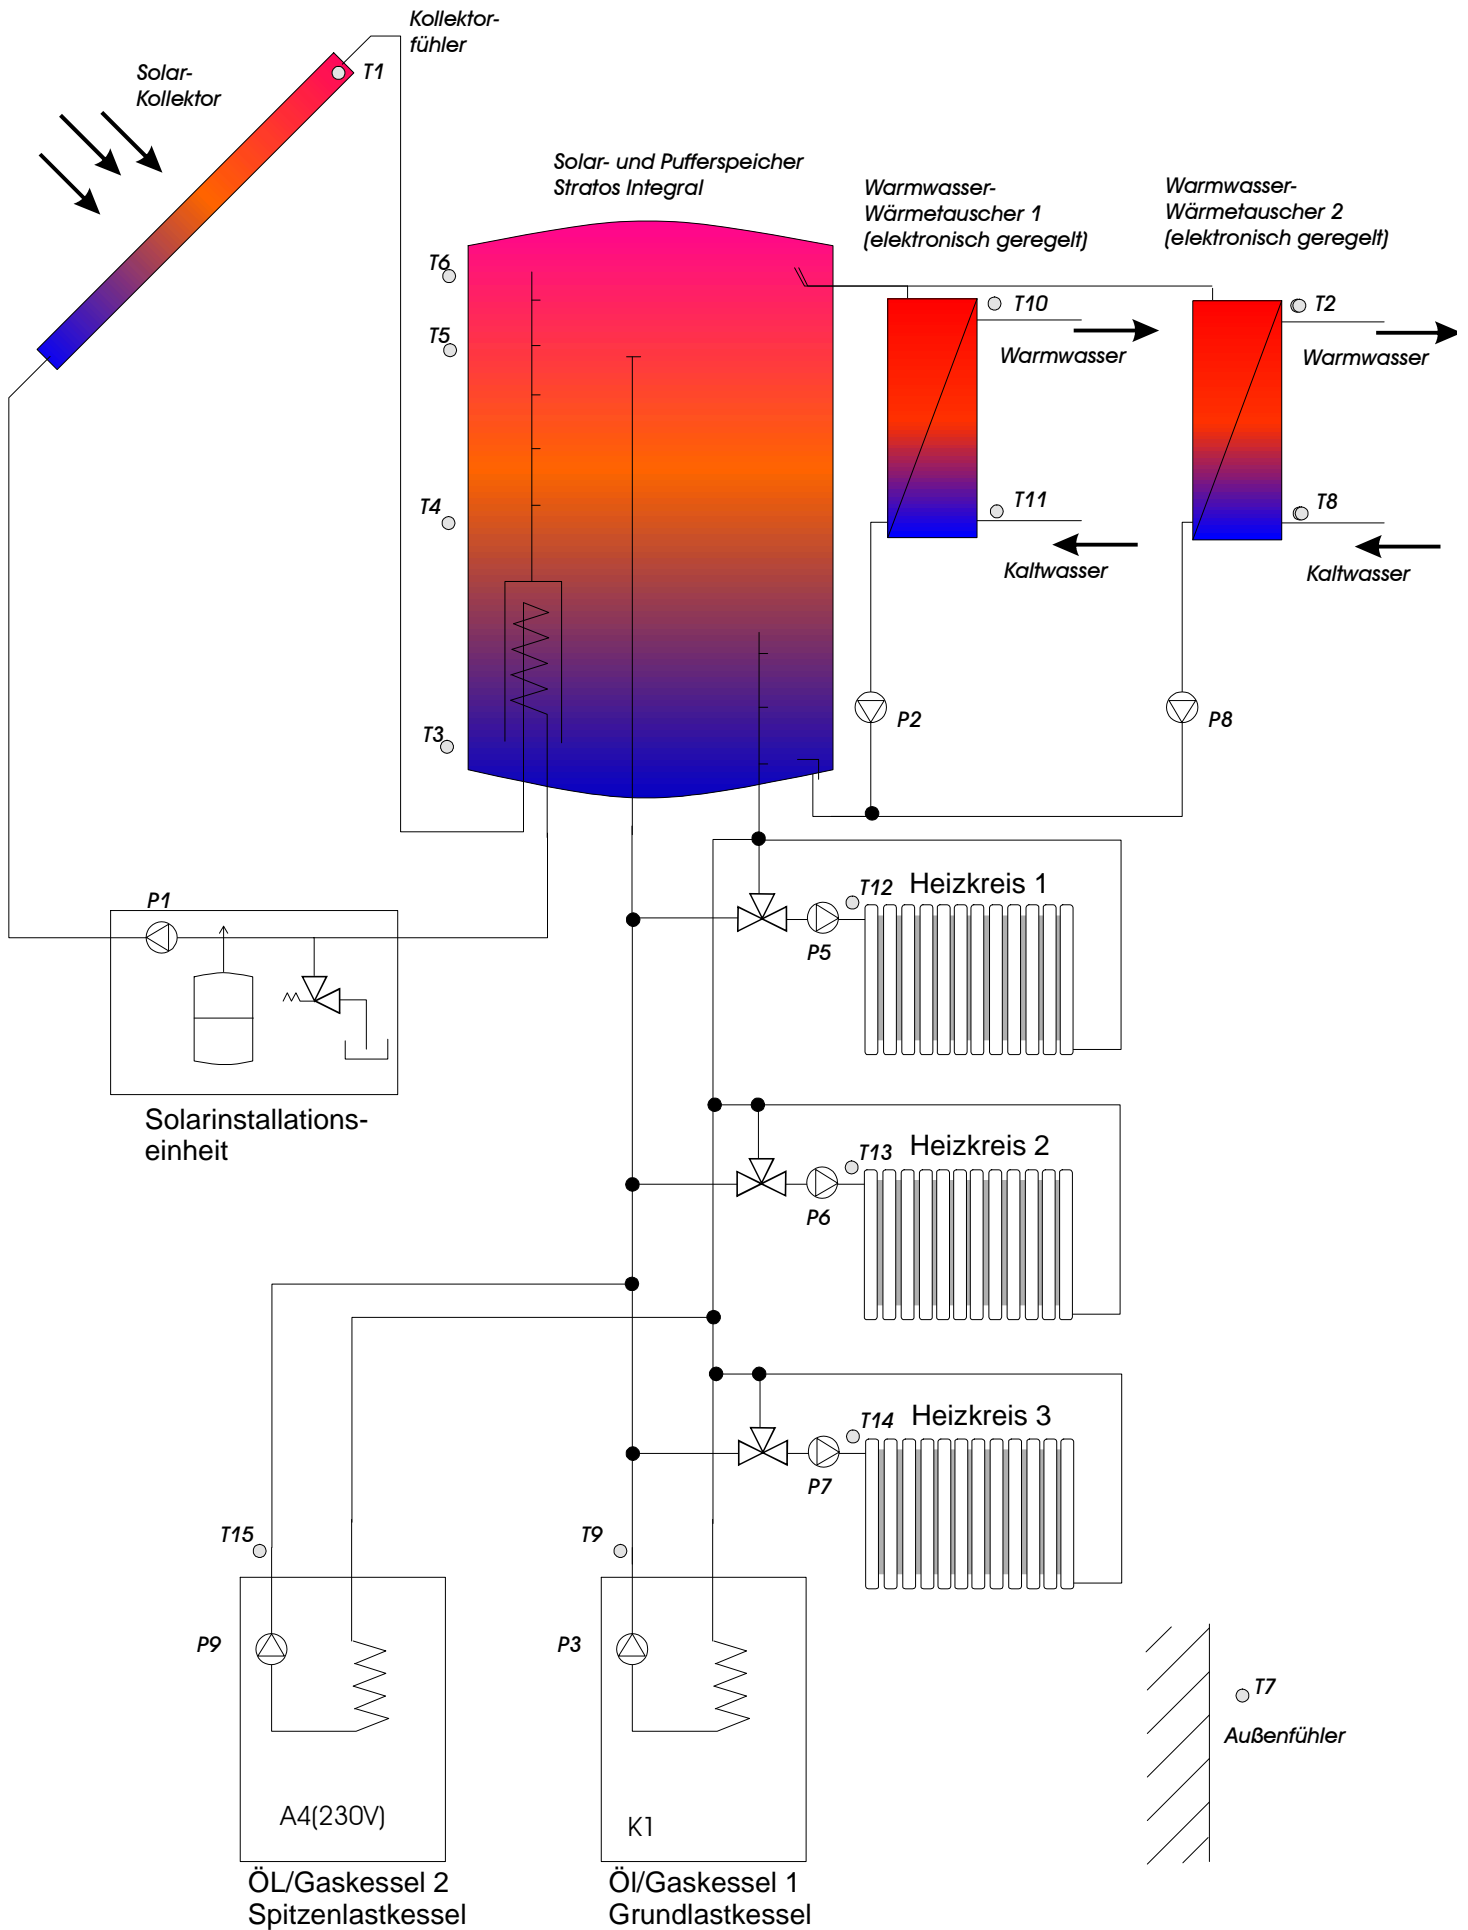 Kollektor-
fühler
Solar-
Kollektor
T1
Solar- und Pufferspeicher
Stratos Integral
Warmwasser-
Wärmetauscher 1
(elektronisch geregelt)
Warmwasser-
Wärmetauscher 2
(elektronisch geregelt)
T6
T5
T4
T3
T10
Warmwasser
T11
Kaltwasser
T2
Warmwasser
T8
Kaltwasser
P2
P8
P1
Solarinstallations-
einheit
T12
Heizkreis 1
P5
T13
Heizkreis 2
P6
T14
Heizkreis 3
P7
T15
T9
P9
P3
A4(230V)
K1
ÖL/Gaskessel 2
Spitzenlastkessel
Öl/Gaskessel 1
Grundlastkessel
T7
Außenfühler